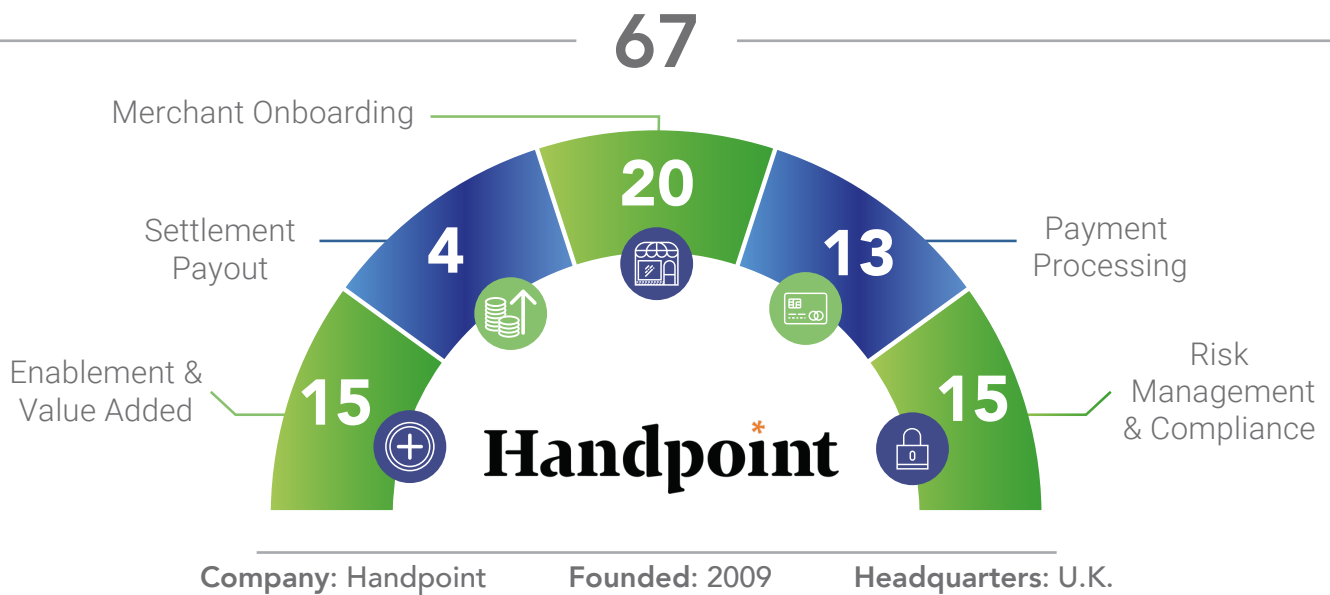 67
Merchant Onboarding
20
Settlement
Payout
4
13
Payment
Processing
Enablement &
Value Added
15
15
Risk
Management
& Compliance
Handpoint
Company: Handpoint Founded: 2009 Headquarters: U.K.